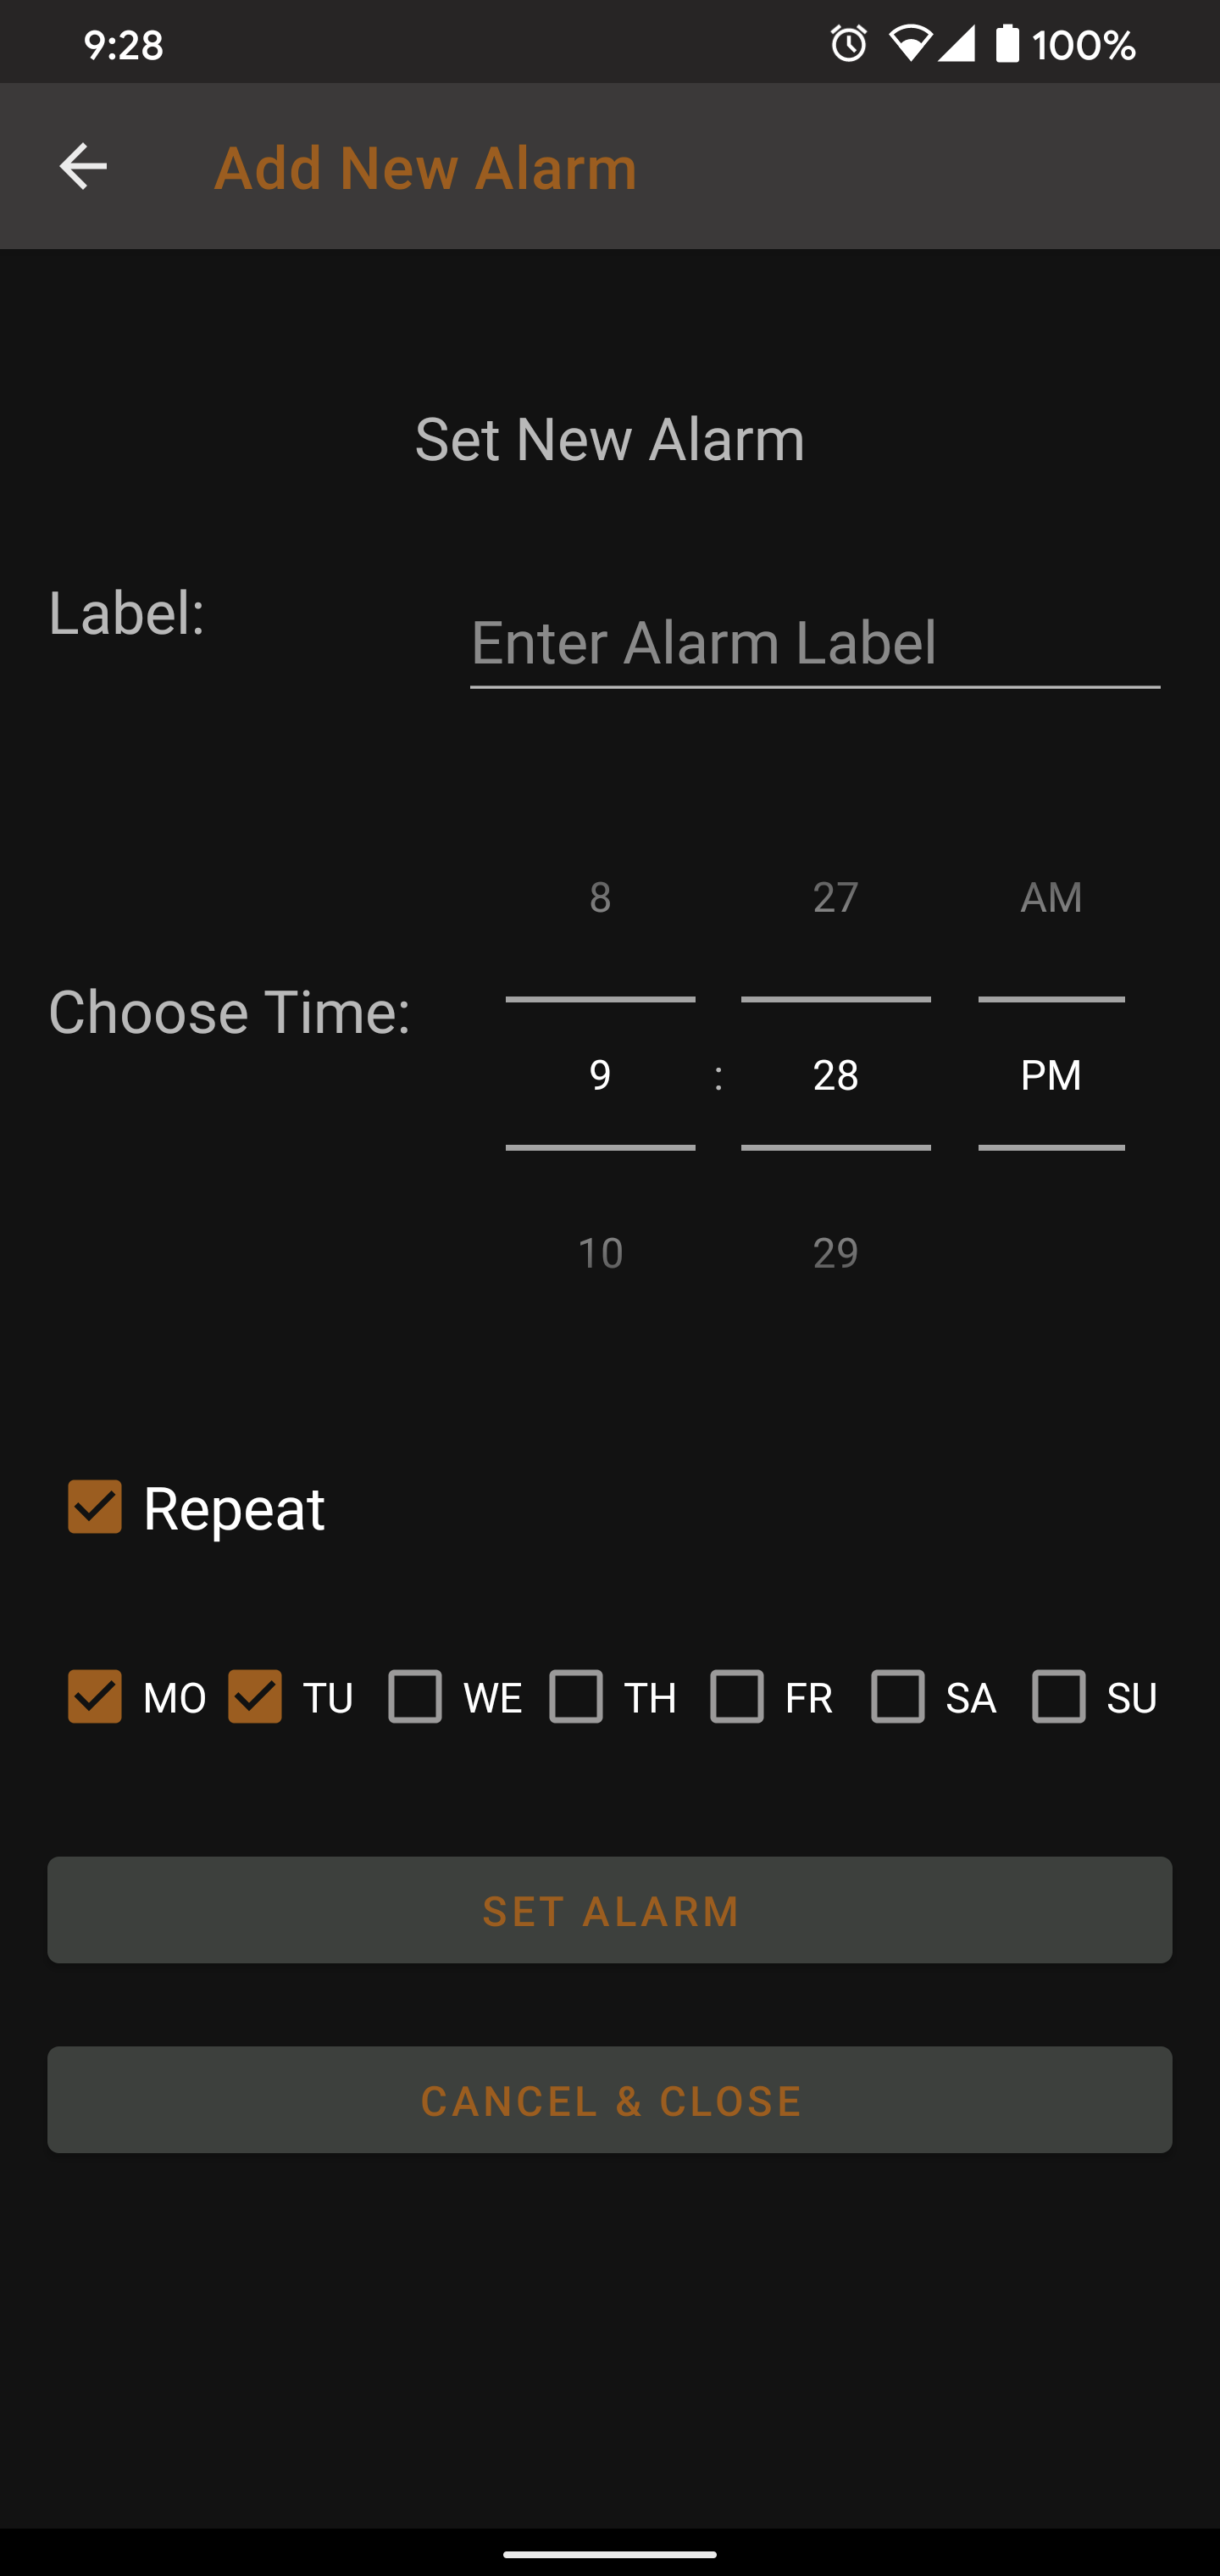 9:28 100%
Add New Alarm
Set New Alarm
Label:
Enter Alarm Label
8 27 AM
Choose Time:
9 : 28 PM
10 29
Repeat
MO TU WE TH FR SA SU
SET ALARM
CANCEL & CLOSE